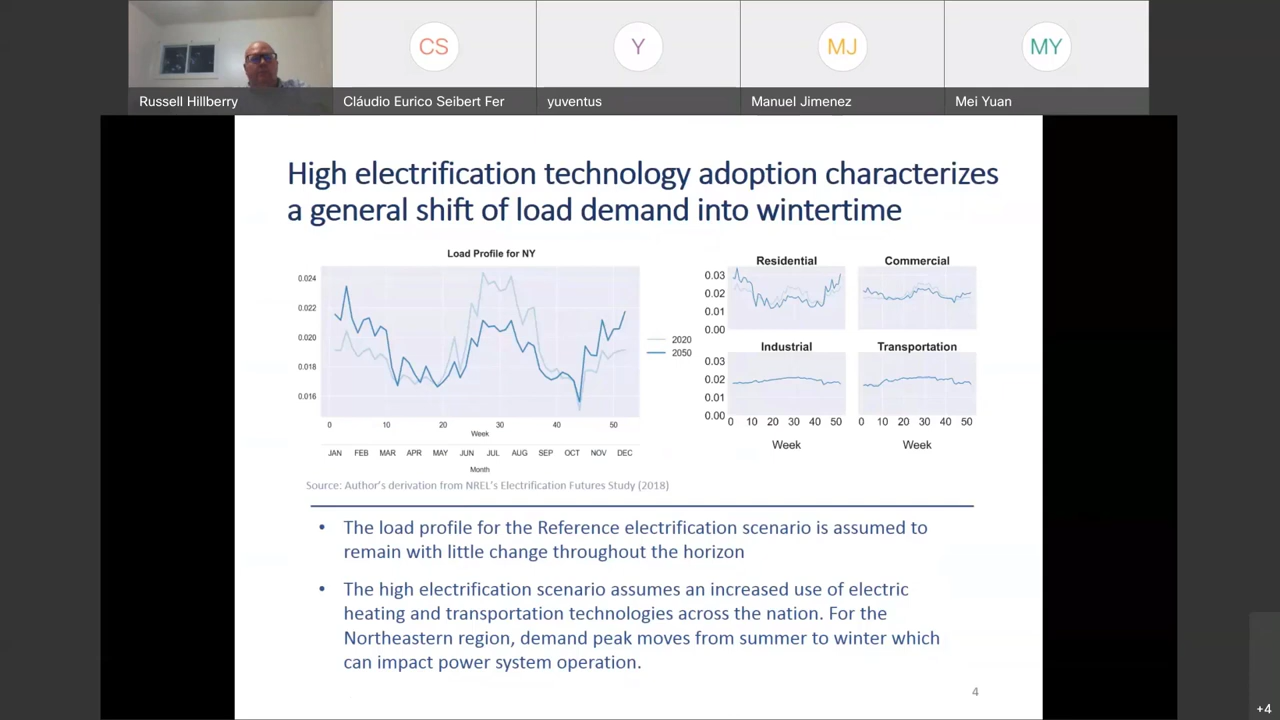 CS
Y
MJ
MY
Russell Hillberry
Cláudio Eurico Seibert Fer
yuventus
Manuel Jimenez
Mei Yuan
High electrification technology adoption characterizes
a general shift of load demand into wintertime
Load Profile for NY
0.024
0.022
0.020
0.018
0.016
0 10 20 30 40 50
Week
JAN FEB MAR APR MAY JUN JUL AUG SEP OCT NOV DEC
Month
2020
2050
Residential
Commercial
0.03
0.02
0.01
0.00
Industrial
Transportation
0.03
0.02
0.01
0.00
0 10 20 30 40 50
0 10 20 30 40 50
Week
Week
Source: Author's derivation from NREL's Electrification Futures Study (2018)
• The load profile for the Reference electrification scenario is assumed to
remain with little change throughout the horizon
• The high electrification scenario assumes an increased use of electric
heating and transportation technologies across the nation. For the
Northeastern region, demand peak moves from summer to winter which
can impact power system operation.
4
+4